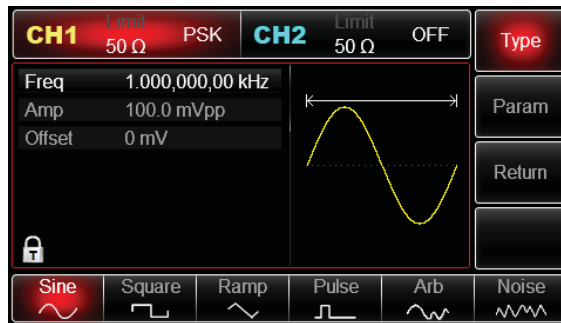 CH1 Limit 50 Ω PSK CH2 Limit 50 Ω OFF Type
Freq 1.000,000,00 kHz
Amp 100.0 mVpp
Offset 0 mV
Param
Return
T
Sine Square Ramp Pulse Arb Noise